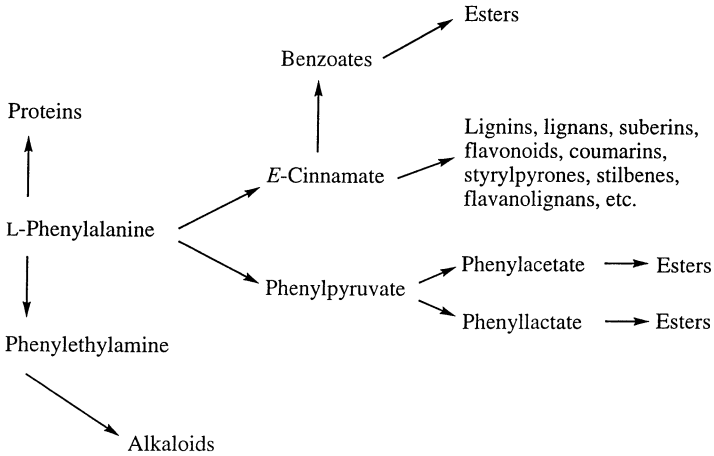 Esters
Benzoates
Proteins
Lignins, lignans, suberins,
flavonoids, coumarins,
styrylpyrones, stilbenes,
flavanolignans, etc.
E-Cinnamate
L-Phenylalanine
Phenylpyruvate
Phenylacetate
Esters
Phenyllactate
Esters
Phenylethylamine
Alkaloids